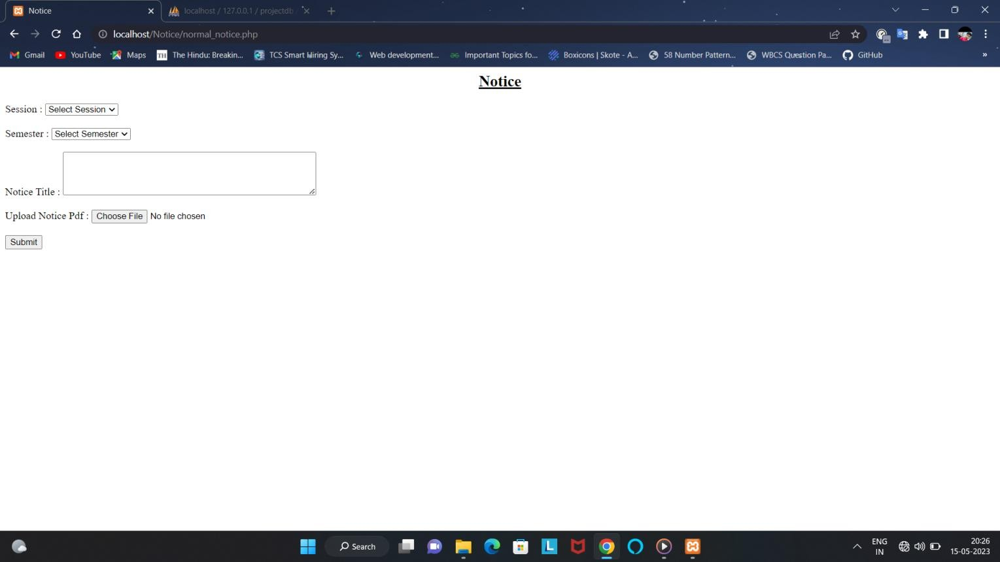 Notice
localhost / 127.0.0.1 / projectdb
localhost/Notice/normal_notice.php
Gmail
YouTube
Maps
The Hindu: Breakin...
TCS Smart Hiring Sy...
Web development...
Important Topics fo...
Boxicons | Skote - A...
58 Number Pattern...
WBCS Question Pa...
GitHub
»
Notice
Session : Select Session
Semester : Select Semester
Notice Title :
Upload Notice Pdf : Choose File No file chosen
Submit
Search
ENG
IN
20:26
15-05-2023